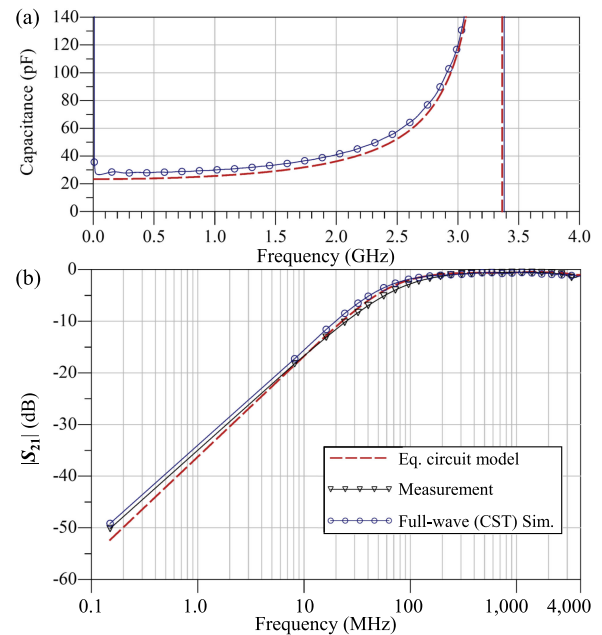 (a)
140
120
100
80
60
40
20
0
Capacitance (pF)
0.0 0.5 1.0 1.5 2.0 2.5 3.0 3.5 4.0
Frequency (GHz)
(b)
0
-10
-20
-30
-40
-50
-60
|S21| (dB)
Eq. circuit model
Measurement
Full-wave (CST) Sim.
0.1 1.0 10 100 1,000 4,000
Frequency (MHz)